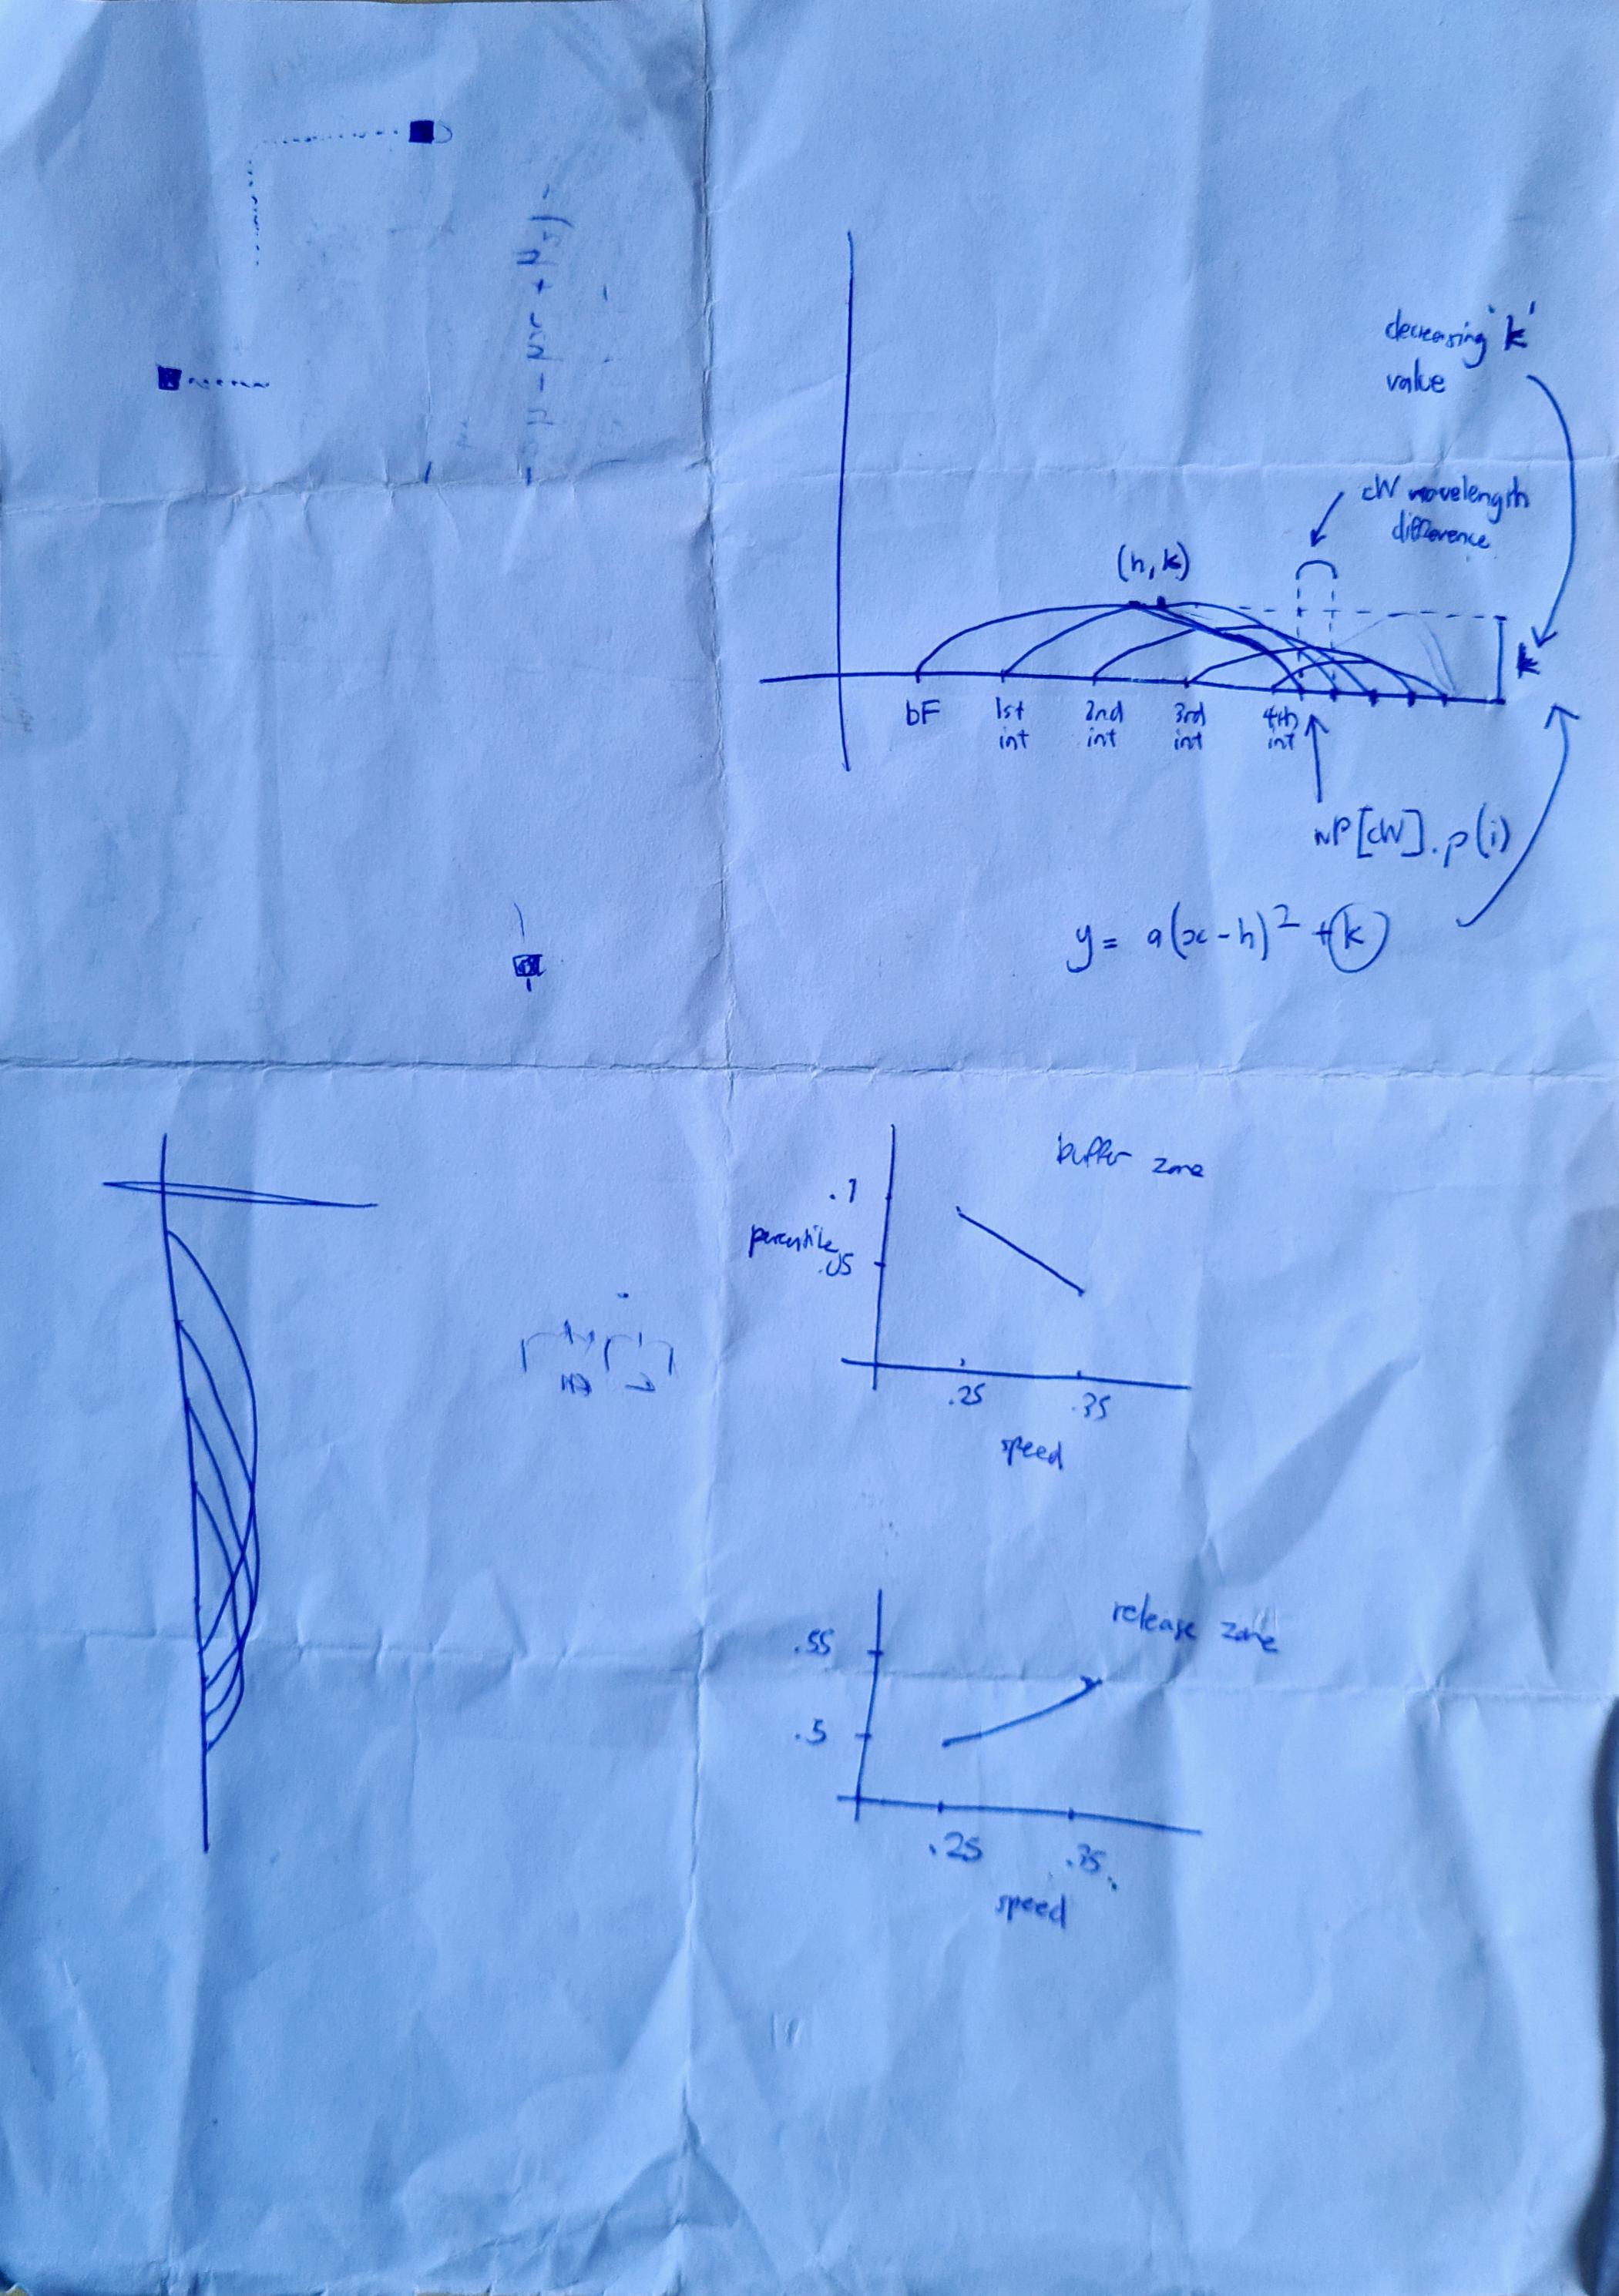 decreasing 'k'
value
cW wavelength
difference
(h, k)
k
bF
1st
int
2nd
int
3rd
int
4th
int
wP[cW].p(i)
y = a(x-h)² + k
buffer zone
.1
percentile
.05
.25
.35
speed
release zone
.55
.5
.25
.35
speed